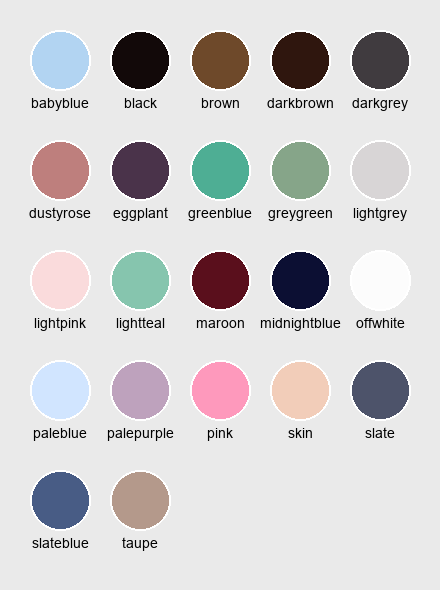 babyblue black brown darkbrown darkgrey
dustyrose eggplant greenblue greygreen lightgrey
lightpink lightteal maroon midnightblue offwhite
paleblue palepurple pink skin slate
slateblue taupe